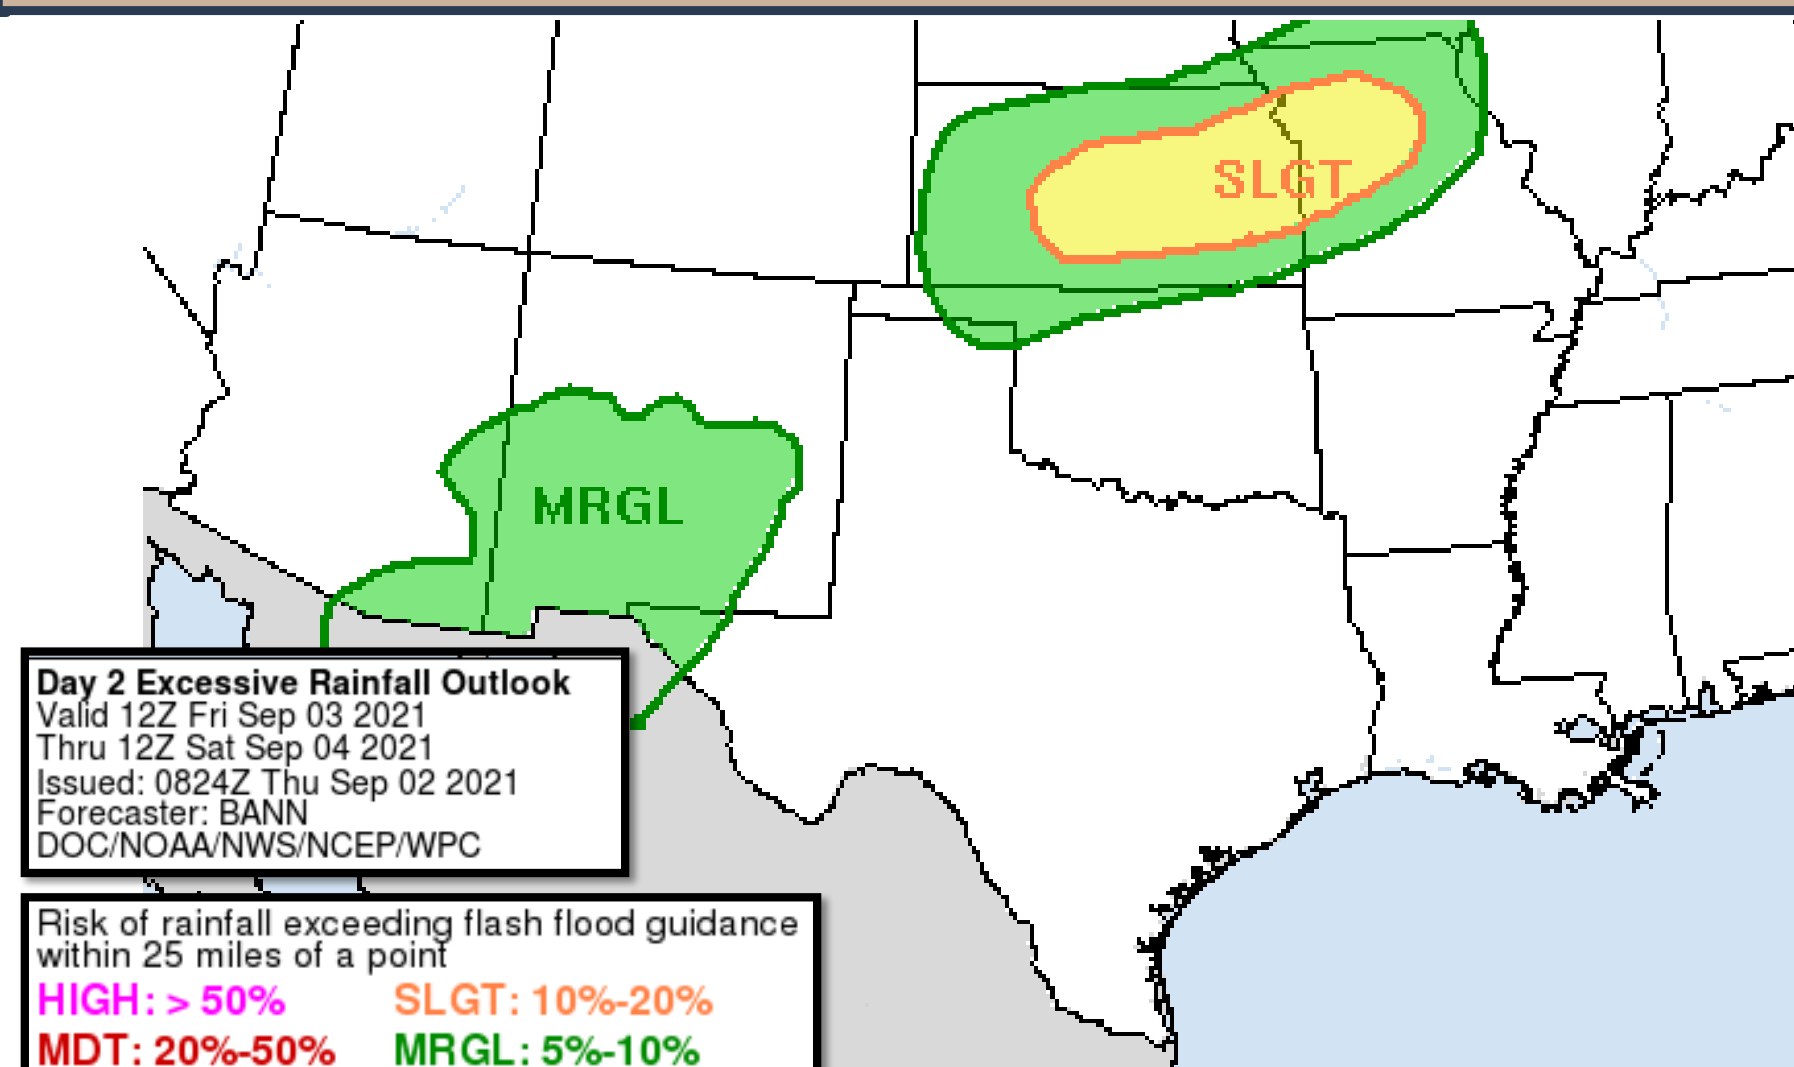 SLGT
MRGL
Day 2 Excessive Rainfall Outlook
Valid 12Z Fri Sep 03 2021
Thru 12Z Sat Sep 04 2021
Issued: 0824Z Thu Sep 02 2021
Forecaster: BANN
DOC/NOAA/NWS/NCEP/WPC
Risk of rainfall exceeding flash flood guidance
within 25 miles of a point
HIGH: > 50% SLGT: 10%-20%
MDT: 20%-50% MRGL: 5%-10%